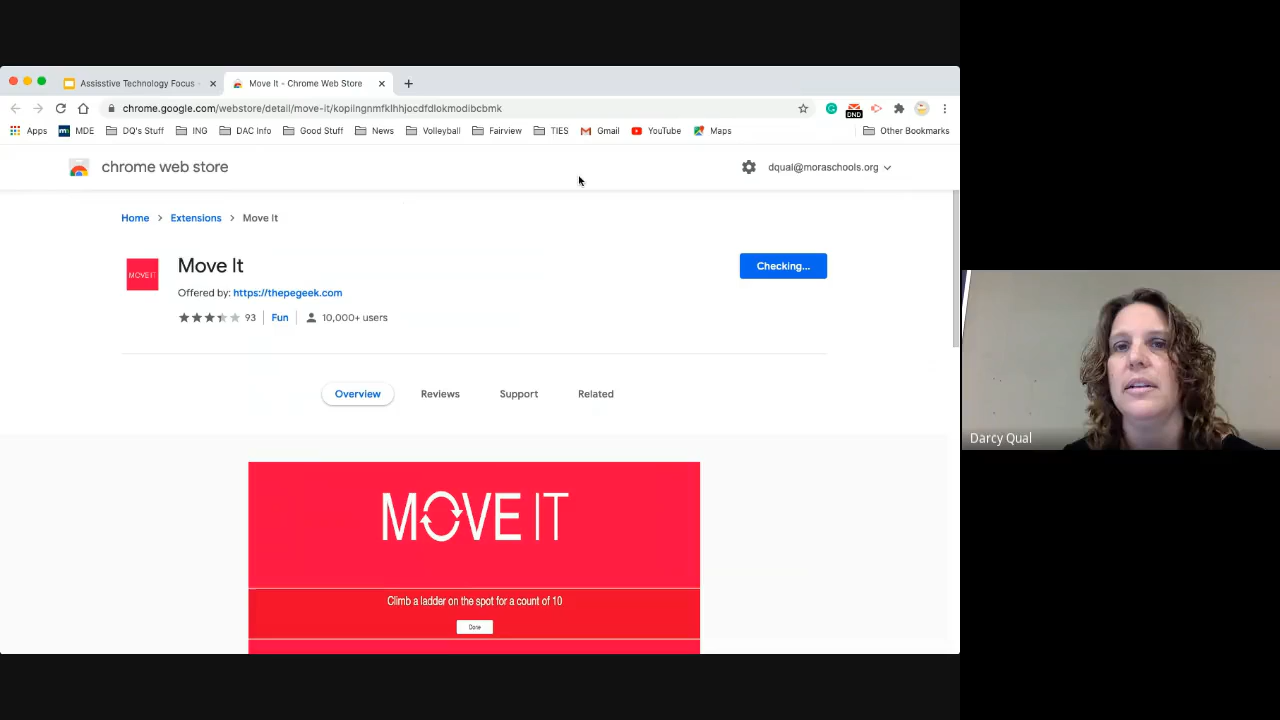 Assisstive Technology Focus -
Move It - Chrome Web Store
chrome.google.com/webstore/detail/move-it/kopilngnmfklhhjocdfdlokmodibcbmk
DND
Apps MDE DQ's Stuff ING DAC Info Good Stuff News Volleyball Fairview TIES Gmail YouTube Maps Other Bookmarks
chrome web store
dqual@moraschools.org
Home > Extensions > Move It
MOVEIT
Move It
Checking...
Offered by: https://thepegeek.com
93 Fun 10,000+ users
Overview Reviews Support Related
Darcy Qual
MOVE IT
Climb a ladder on the spot for a count of 10
Done